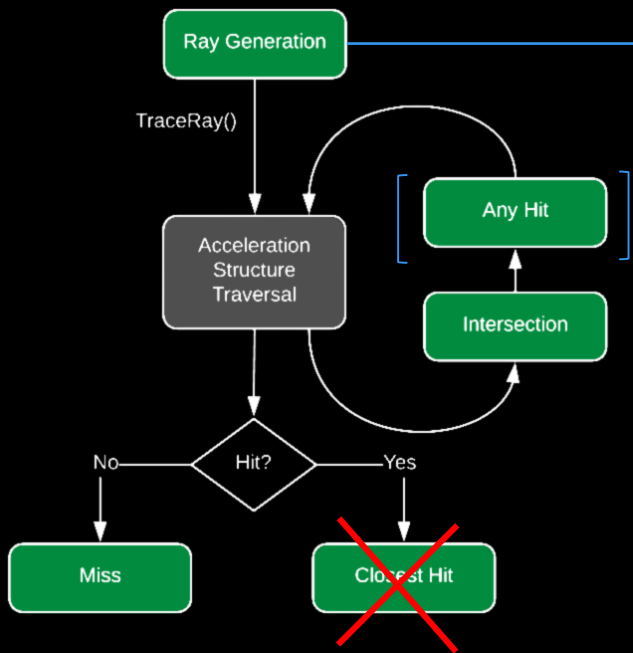 Ray Generation
TraceRay()
Acceleration
Structure
Traversal
Any Hit
Intersection
Hit?
No
Yes
Miss
Closest Hit